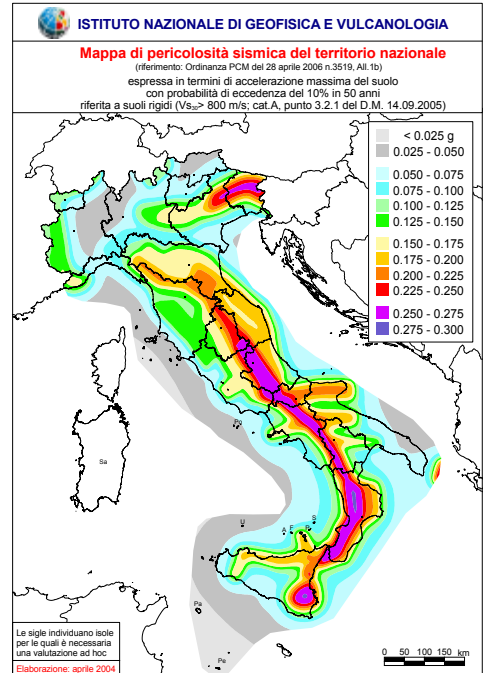 ISTITUTO NAZIONALE DI GEOFISICA E VULCANOLOGIA
Mappa di pericolosità sismica del territorio nazionale
(riferimento: Ordinanza PCM del 28 aprile 2006 n.3519, All.1b)
espressa in termini di accelerazione massima del suolo
con probabilità di eccedenza del 10% in 50 anni
riferita a suoli rigidi (Vs₃₀> 800 m/s; cat.A, punto 3.2.1 del D.M. 14.09.2005)
< 0.025 g
0.025 - 0.050
0.050 - 0.075
0.075 - 0.100
0.100 - 0.125
0.125 - 0.150
0.150 - 0.175
0.175 - 0.200
0.200 - 0.225
0.225 - 0.250
0.250 - 0.275
0.275 - 0.300
Pg
Sa
S
U
A F P
Pa
Pe
Le sigle individuano isole
per le quali è necessaria
una valutazione ad hoc
Elaborazione: aprile 2004
0 50 100 150 km